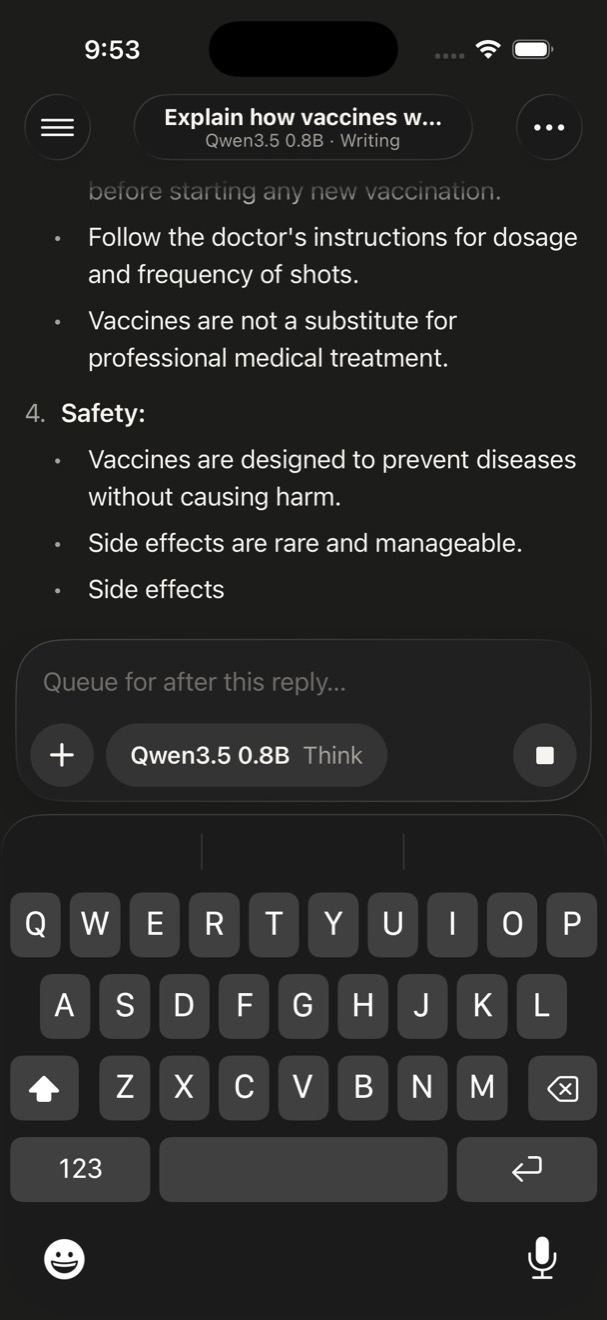 9:53
Explain how vaccines w...
Qwen3.5 0.8B · Writing
before starting any new vaccination.
• Follow the doctor's instructions for dosage
and frequency of shots.
• Vaccines are not a substitute for
professional medical treatment.
4. Safety:
• Vaccines are designed to prevent diseases
without causing harm.
• Side effects are rare and manageable.
• Side effects
Queue for after this reply...
Qwen3.5 0.8B Think
Q W E R T Y U I O P
A S D F G H J K L
Z X C V B N M
123